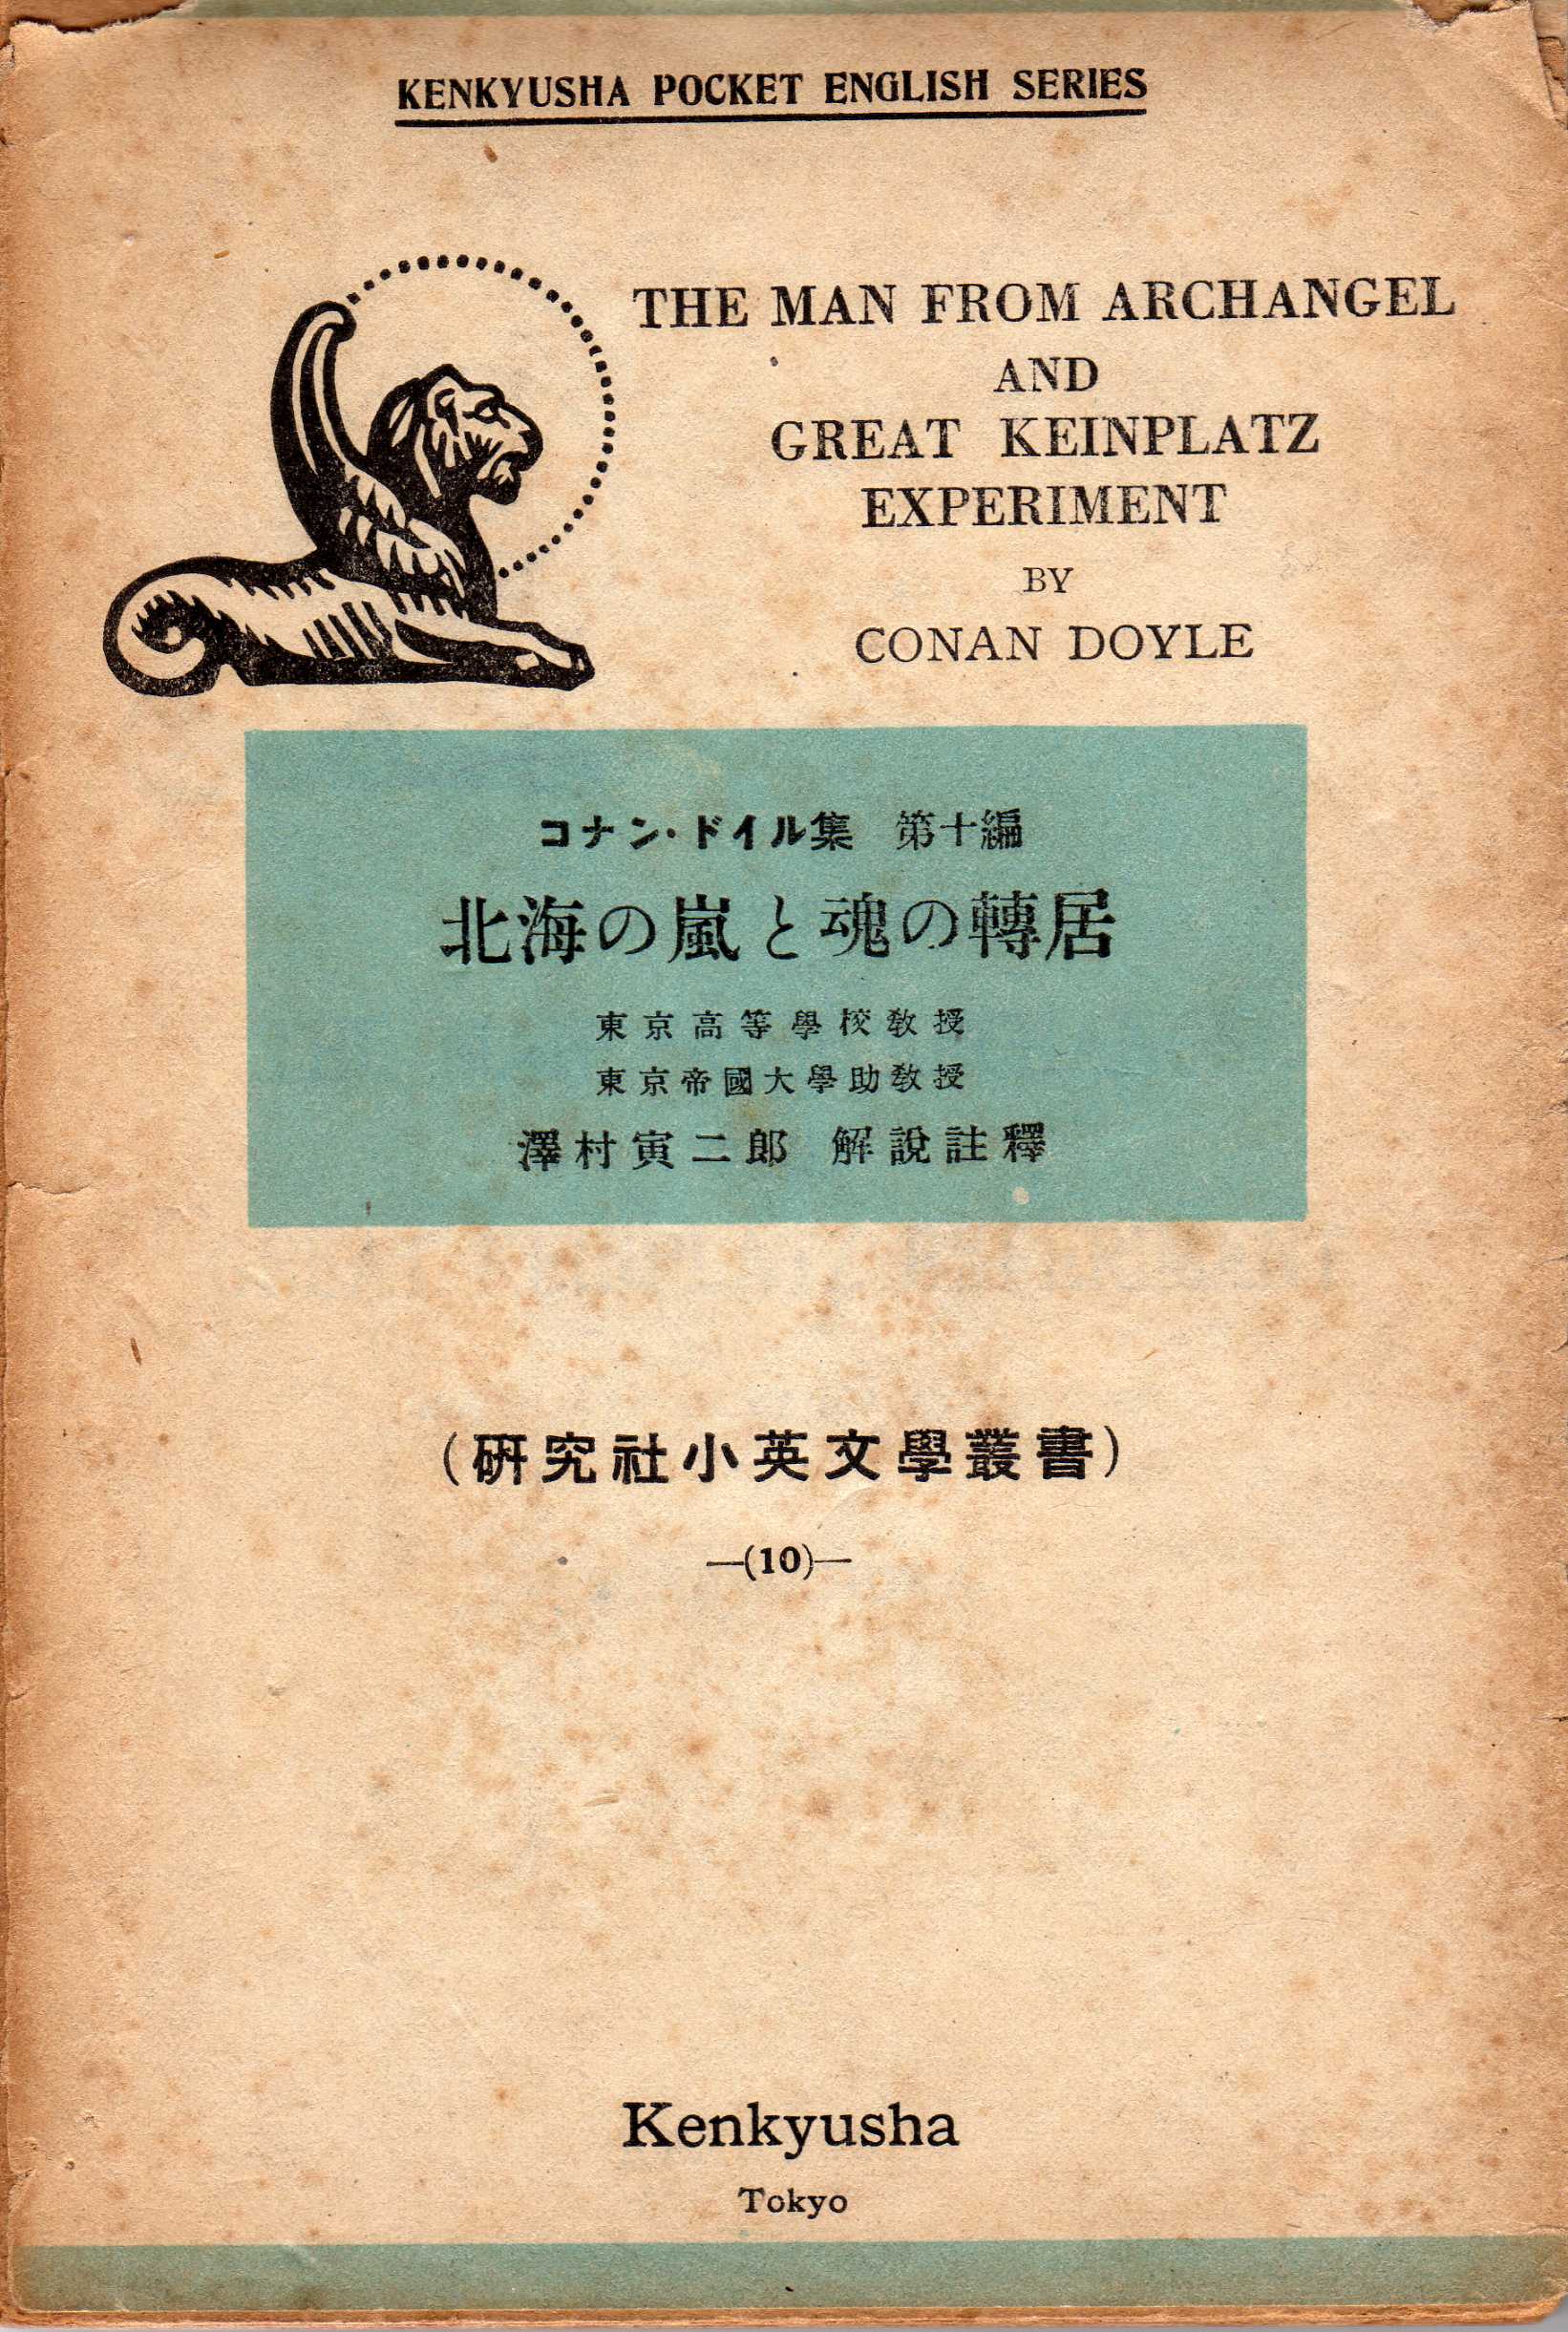 KENKYUSHA POCKET ENGLISH SERIES
THE MAN FROM ARCHANGEL
AND
GREAT KEINPLATZ
EXPERIMENT
BY
CONAN DOYLE
コナン・ドイル集 第十編
北海の嵐と魂の轉居
東京高等學校敎授
東京帝國大學助敎授
澤村寅二郎 解說註釋
(研究社小英文學叢書)
—(10)—
Kenkyusha
Tokyo